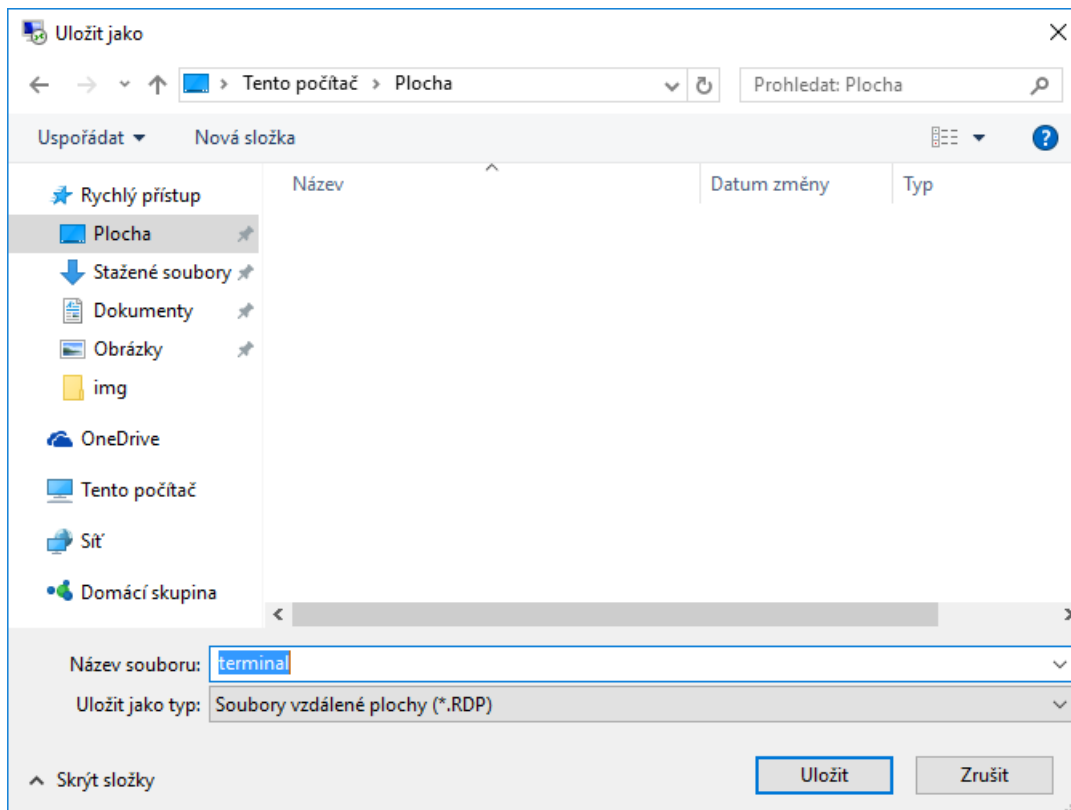 Uložit jako
Tento počítač Plocha
Prohledat: Plocha
Uspořádat
Nová složka
Název
Datum změny
Typ
Rychlý přístup
Plocha
Stažené soubory
Dokumenty
Obrázky
img
OneDrive
Tento počítač
Síť
Domácí skupina
Název souboru: terminal
Uložit jako typ: Soubory vzdálené plochy (*.RDP)
Skrýt složky
Uložit
Zrušit